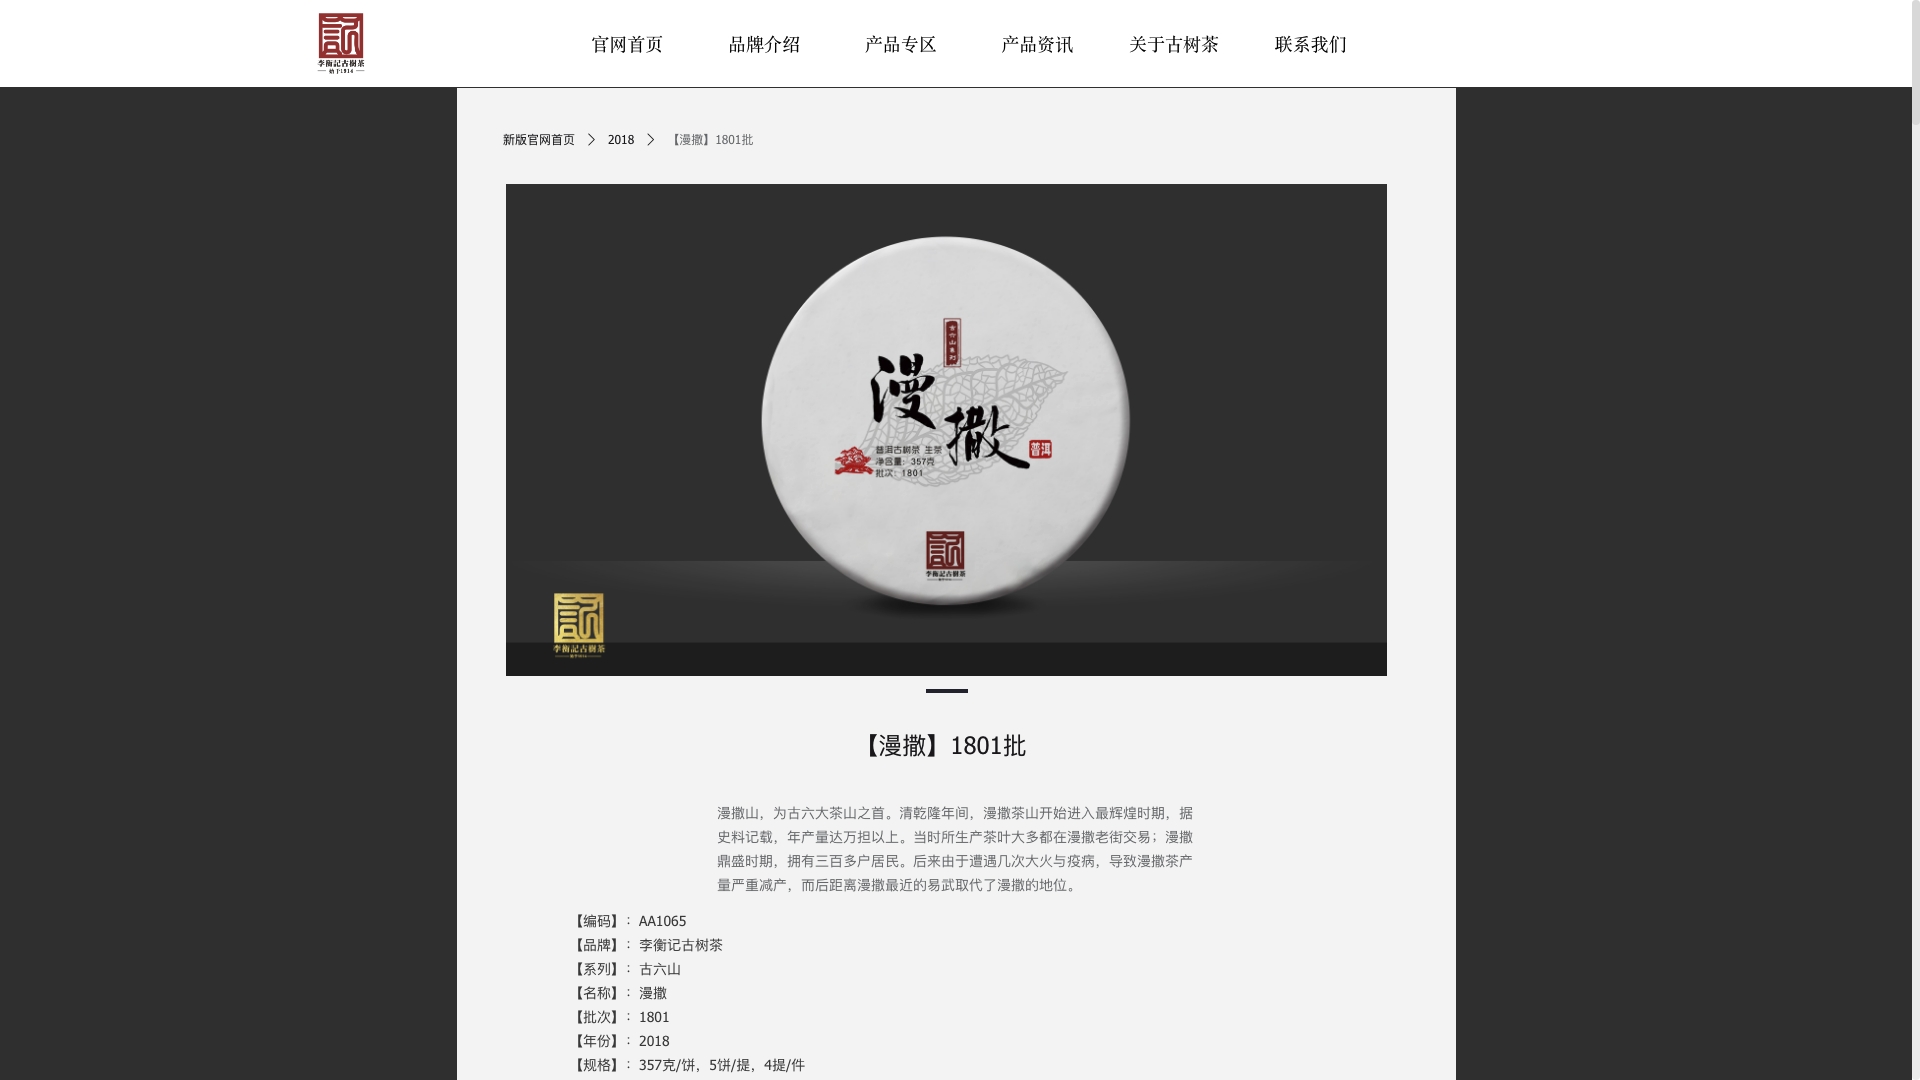 李衡記古樹茶
始于1914
官网首页
品牌介绍
产品专区
产品资讯
关于古树茶
联系我们
新版官网首页
2018
【漫撒】1801批
古六山系列
漫撒
普洱
普洱古树茶 生茶
净含量：357克
批次：1801
李衡記古樹茶
李衡記古樹茶
【漫撒】1801批
漫撒山，为古六大茶山之首。清乾隆年间，漫撒茶山开始进入最辉煌时期，据
史料记载，年产量达万担以上。当时所生产茶叶大多都在漫撒老街交易；漫撒
鼎盛时期，拥有三百多户居民。后来由于遭遇几次大火与疫病，导致漫撒茶产
量严重减产，而后距离漫撒最近的易武取代了漫撒的地位。
【编码】：AA1065
【品牌】：李衡记古树茶
【系列】：古六山
【名称】：漫撒
【批次】：1801
【年份】：2018
【规格】：357克/饼，5饼/提，4提/件